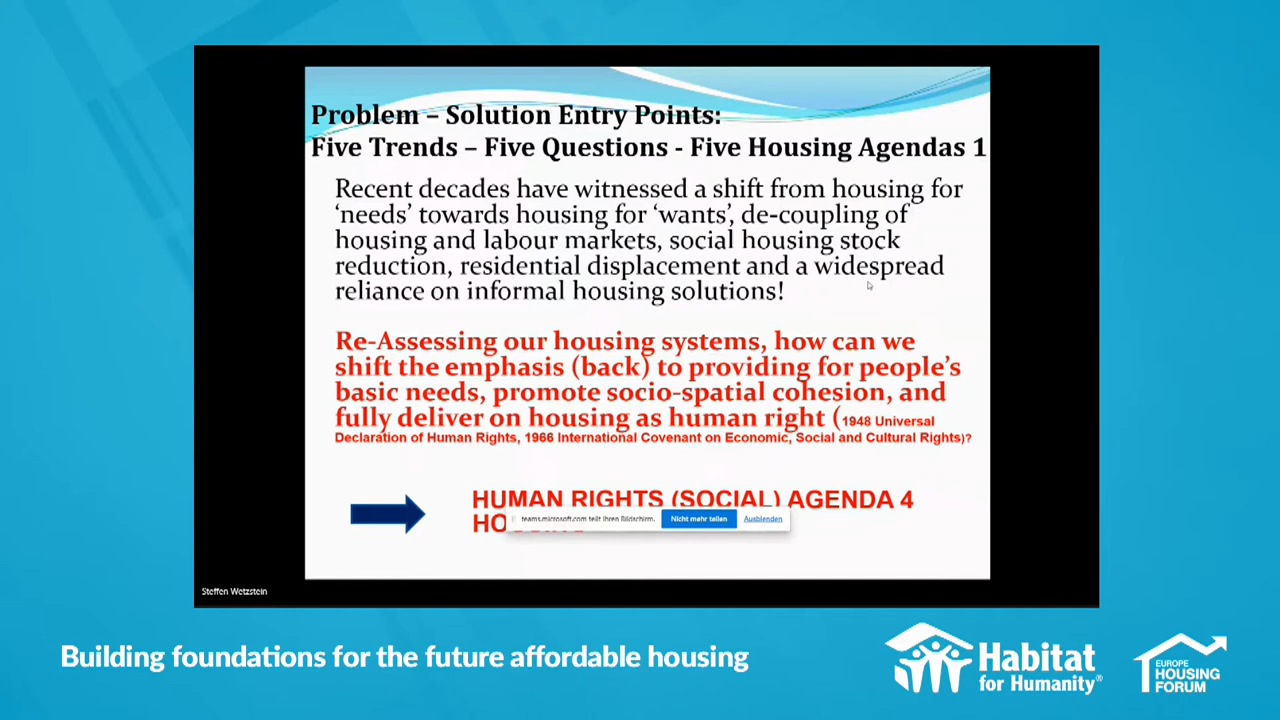 Problem – Solution Entry Points:
Five Trends – Five Questions - Five Housing Agendas 1
Recent decades have witnessed a shift from housing for
‘needs’ towards housing for ‘wants’, de-coupling of
housing and labour markets, social housing stock
reduction, residential displacement and a widespread
reliance on informal housing solutions!
Re-Assessing our housing systems, how can we
shift the emphasis (back) to providing for people’s
basic needs, promote socio-spatial cohesion, and
fully deliver on housing as human right (1948 Universal
Declaration of Human Rights, 1966 International Covenant on Economic, Social and Cultural Rights)?
HUMAN RIGHTS (SOCIAL) AGENDA 4
teams.microsoft.com teilt Ihren Bildschirm. Nicht mehr teilen Ausblenden
Steffen Wetzstein
Building foundations for the future affordable housing
Habitat
for Humanity®
EUROPE
HOUSING
FORUM